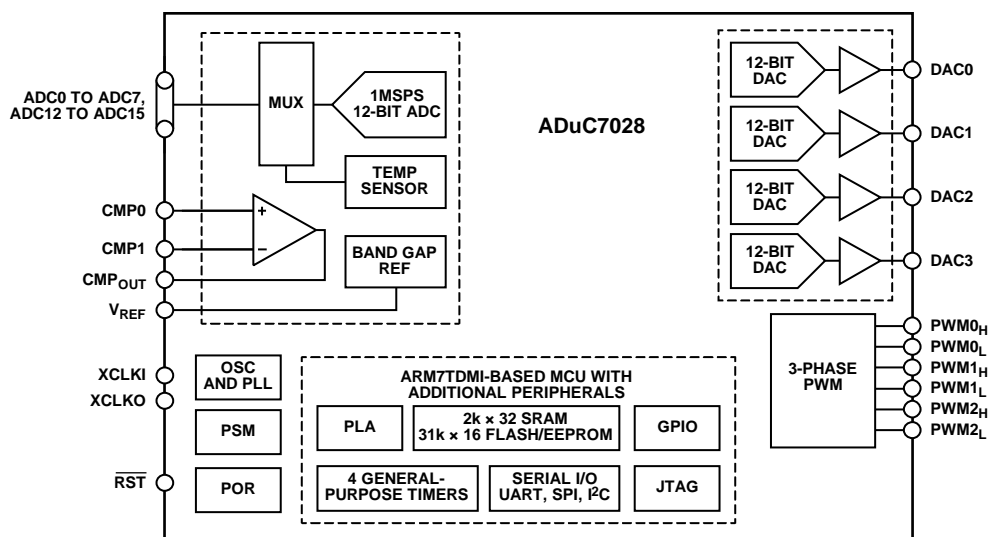 ADC0 TO ADC7,
ADC12 TO ADC15
MUX
1MSPS
12-BIT ADC
TEMP
SENSOR
CMP0
+
CMP1
−
CMPOUT
BAND GAP
REF
VREF
ADuC7028
12-BIT
DAC
DAC0
12-BIT
DAC
DAC1
12-BIT
DAC
DAC2
12-BIT
DAC
DAC3
3-PHASE
PWM
PWM0H
PWM0L
PWM1H
PWM1L
PWM2H
PWM2L
XCLKI
XCLKO
OSC
AND PLL
PSM
RST
POR
ARM7TDMI-BASED MCU WITH
ADDITIONAL PERIPHERALS
PLA
2k × 32 SRAM
31k × 16 FLASH/EEPROM
GPIO
4 GENERAL-
PURPOSE TIMERS
SERIAL I/O
UART, SPI, I2C
JTAG